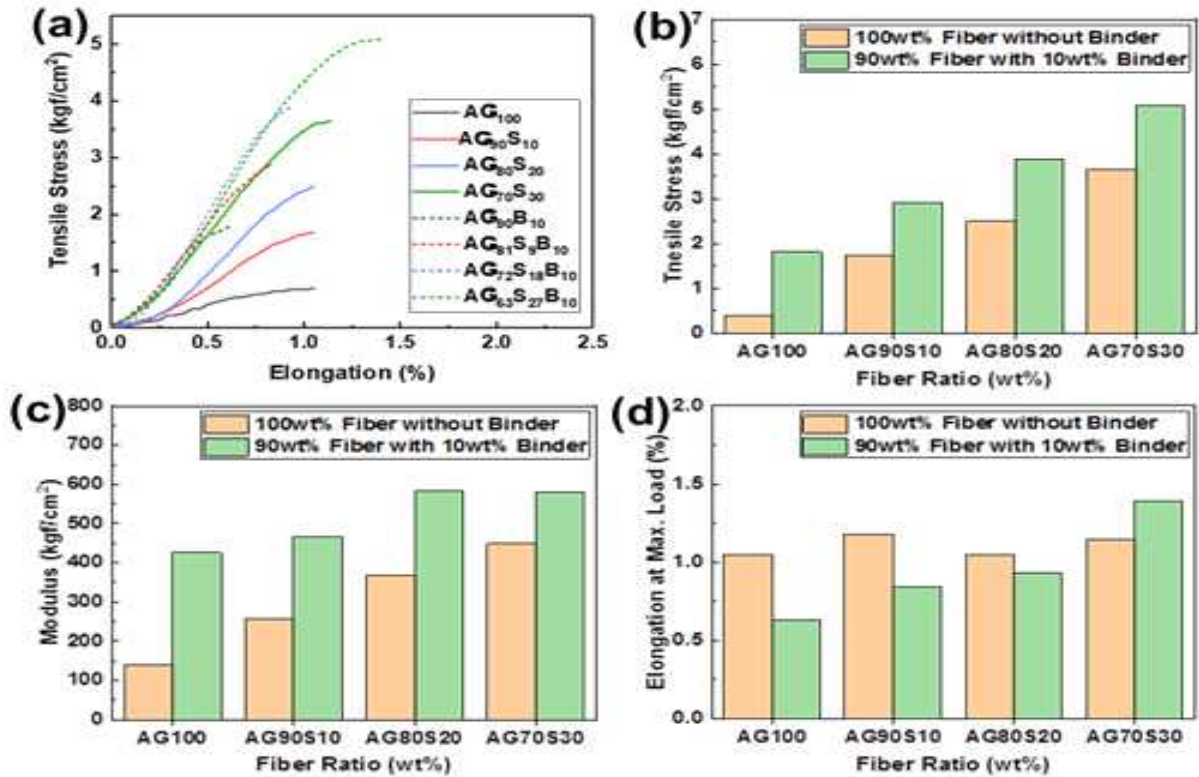 (a)
Tensile Stress (kgf/cm²)
5
4
3
2
1
0
0.0 0.5 1.0 1.5 2.0 2.5
Elongation (%)
AG₁₀₀
AG₉₀S₁₀
AG₈₀S₂₀
AG₇₀S₃₀
AG₉₀B₁₀
AG₈₁S₉B₁₀
AG₇₂S₁₈B₁₀
AG₆₃S₂₇B₁₀
(b)
Tnesile Stress (kgf/cm²)
7
6
5
4
3
2
1
0
100wt% Fiber without Binder
90wt% Fiber with 10wt% Binder
AG100 AG90S10 AG80S20 AG70S30
Fiber Ratio (wt%)
(c)
Modulus (kgf/cm²)
800
700
600
500
400
300
200
100
0
100wt% Fiber without Binder
90wt% Fiber with 10wt% Binder
AG100 AG90S10 AG80S20 AG70S30
Fiber Ratio (wt%)
(d)
Elongation at Max. Load (%)
2.0
1.5
1.0
0.5
0.0
100wt% Fiber without Binder
90wt% Fiber with 10wt% Binder
AG100 AG90S10 AG80S20 AG70S30
Fiber Ratio (wt%)